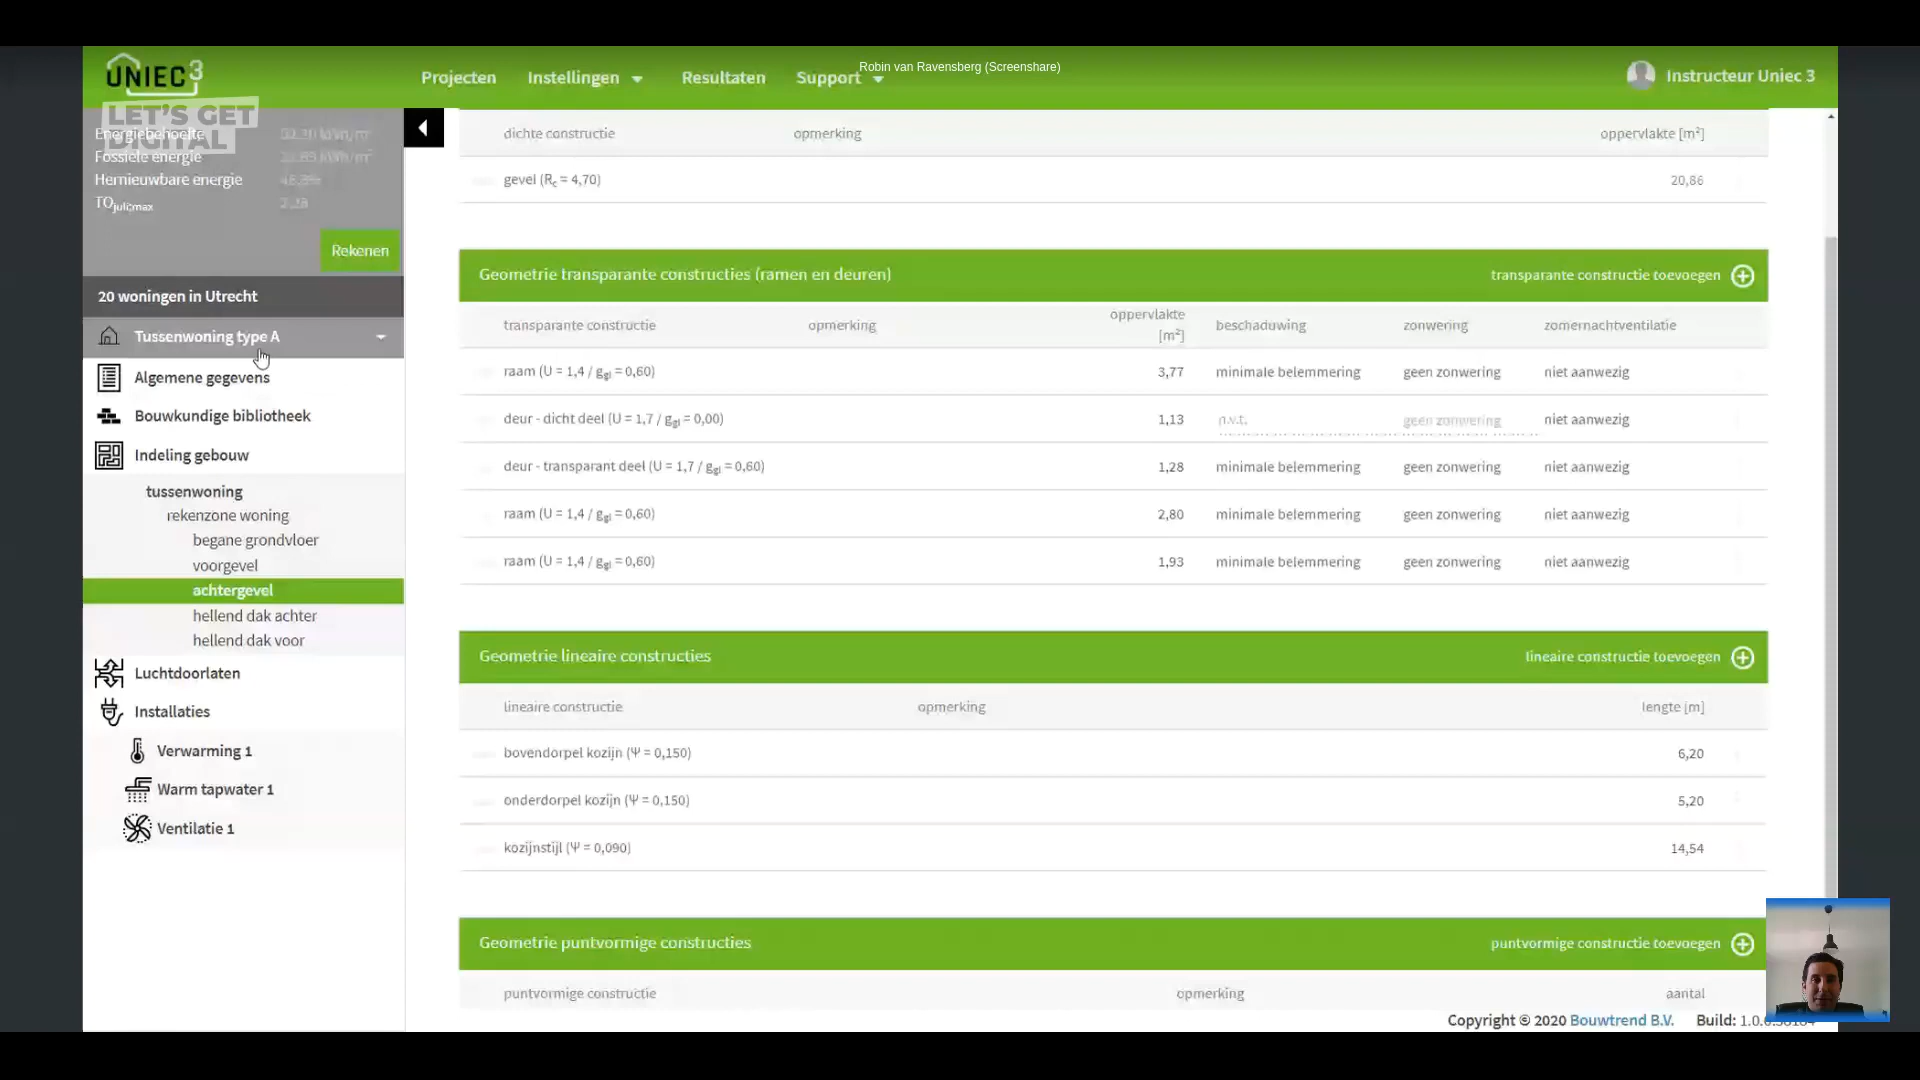 Robin van Ravensberg (Screenshare)
UNIEC 3
Projecten
Instellingen
Resultaten
Support
Instructeur Uniec 3
LET'S GET
DIGITAL
Energiebehoefte
Fossiele energie
Hernieuwbare energie
TOjuli;max
Rekenen
20 woningen in Utrecht
Tussenwoning type A
Algemene gegevens
Bouwkundige bibliotheek
Indeling gebouw
tussenwoning
rekenzone woning
begane grondvloer
voorgevel
achtergevel
hellend dak achter
hellend dak voor
Luchtdoorlaten
Installaties
Verwarming 1
Warm tapwater 1
Ventilatie 1
dichte constructie opmerking oppervlakte [m²]
gevel (Rc = 4,70) 20,86
Geometrie transparante constructies (ramen en deuren) transparante constructie toevoegen
transparante constructie opmerking oppervlakte [m²] beschaduwing zonwering zomernachtventilatie
raam (U = 1,4 / ggl = 0,60) 3,77 minimale belemmering geen zonwering niet aanwezig
deur - dicht deel (U = 1,7 / ggl = 0,00) 1,13 n.v.t. geen zonwering niet aanwezig
deur - transparant deel (U = 1,7 / ggl = 0,60) 1,28 minimale belemmering geen zonwering niet aanwezig
raam (U = 1,4 / ggl = 0,60) 2,80 minimale belemmering geen zonwering niet aanwezig
raam (U = 1,4 / ggl = 0,60) 1,93 minimale belemmering geen zonwering niet aanwezig
Geometrie lineaire constructies lineaire constructie toevoegen
lineaire constructie opmerking lengte [m]
bovendorpel kozijn (Ψ = 0,150) 6,20
onderdorpel kozijn (Ψ = 0,150) 5,20
kozijnstijl (Ψ = 0,090) 14,54
Geometrie puntvormige constructies puntvormige constructie toevoegen
puntvormige constructie opmerking aantal
Copyright © 2020 Bouwtrend B.V. Build: